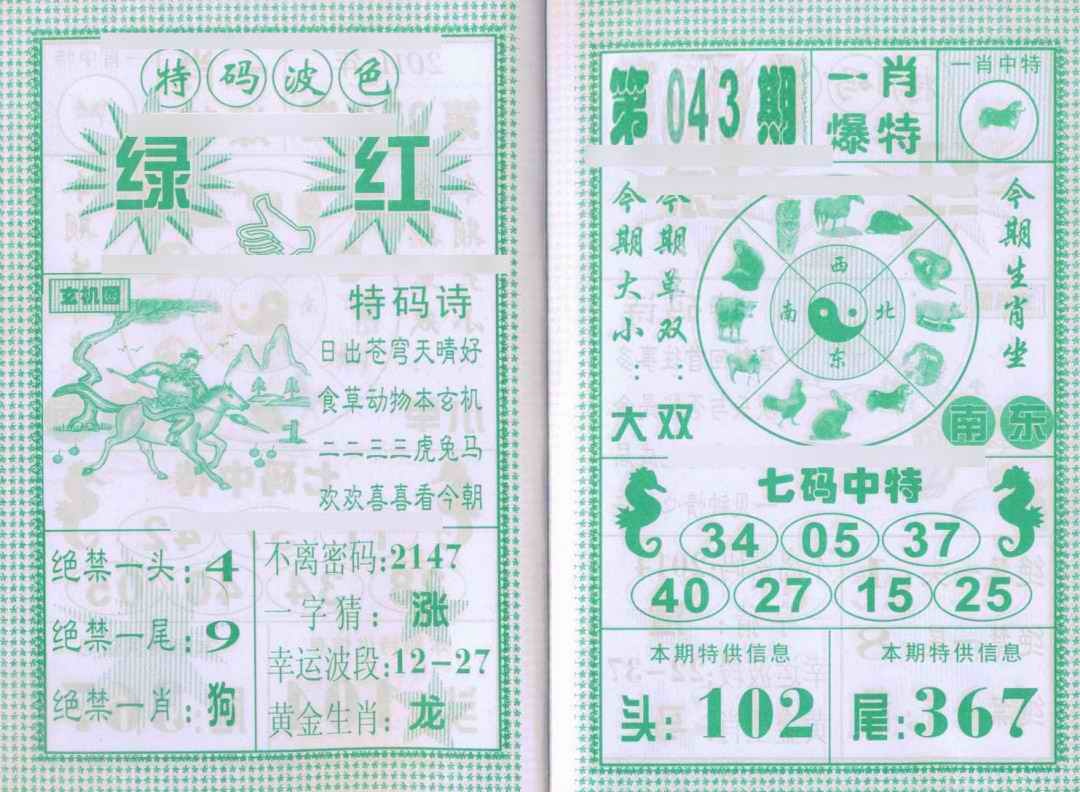 特码波色
绿 红
玄机图
特码诗
日出苍穹天晴好
食草动物本玄机
二二三三虎兔马
欢欢喜喜看今朝
绝禁一头:4
绝禁一尾:9
绝禁一肖:狗
不离密码:2147
一字猜:涨
幸运波段:12-27
黄金生肖:龙
第043期
一肖
爆特
一肖中特
今期大小:大
今期单双:双
西
南 北
东
今期生肖坐
南东
七码中特
34 05 37
40 27 15 25
本期特供信息
头:102
本期特供信息
尾:367